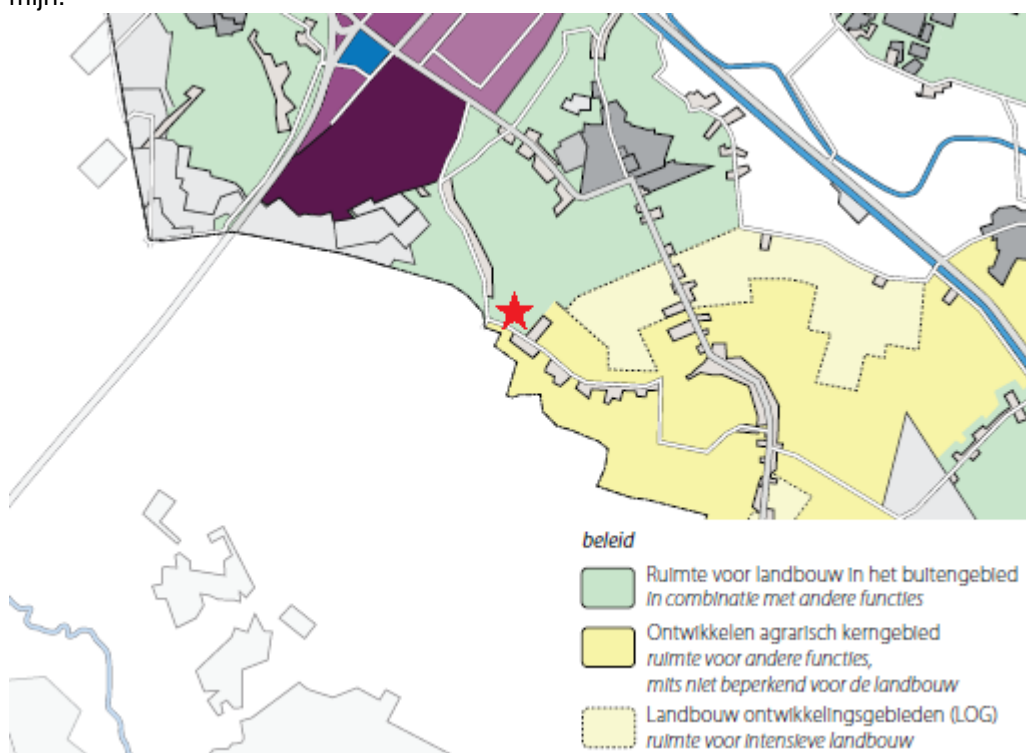 mijn.
beleid
Ruimte voor landbouw in het buitengebied
in combinatie met andere functies
Ontwikkelen agrarisch kerngebied
ruimte voor andere functies,
mits niet beperkend voor de landbouw
Landbouw ontwikkelingsgebieden (LOG)
ruimte voor intensieve landbouw